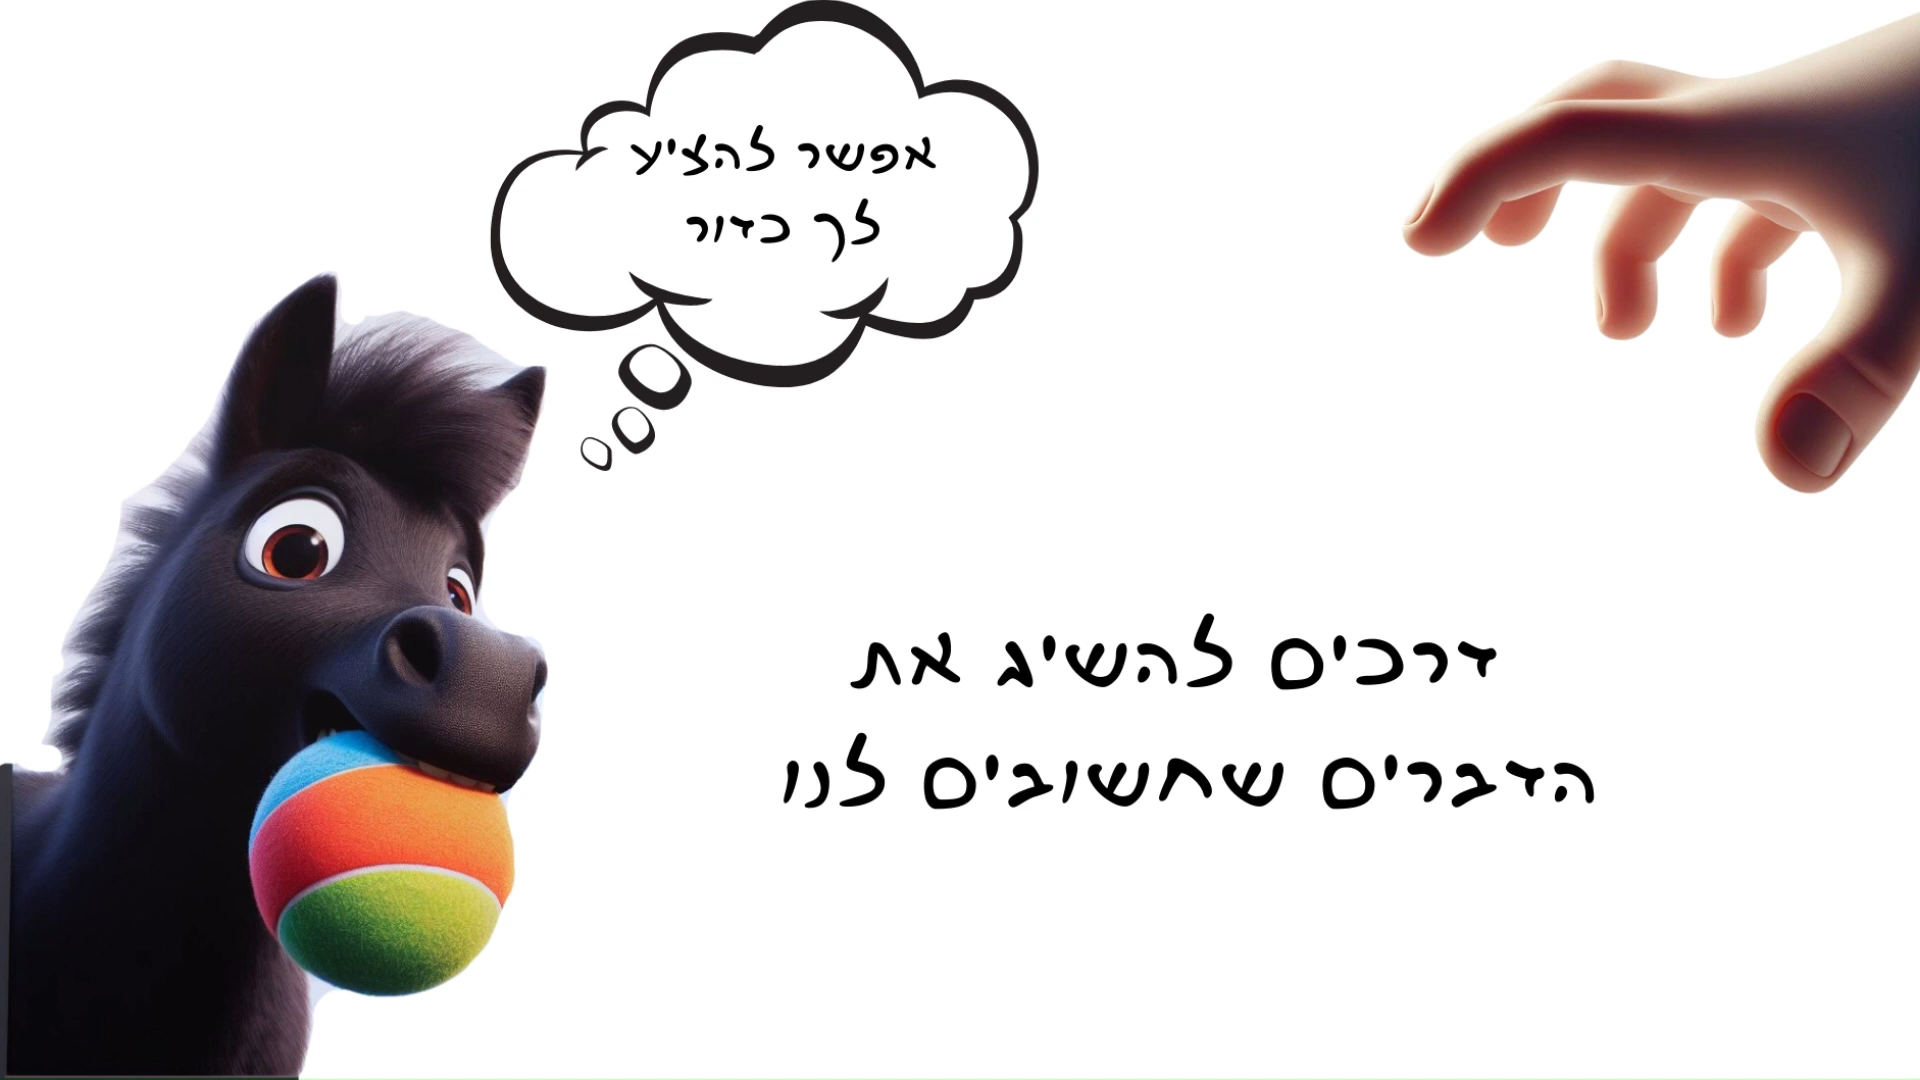 אפשר להציע
לך כדור
דרכים להשיג את
הדברים שחשובים לנו